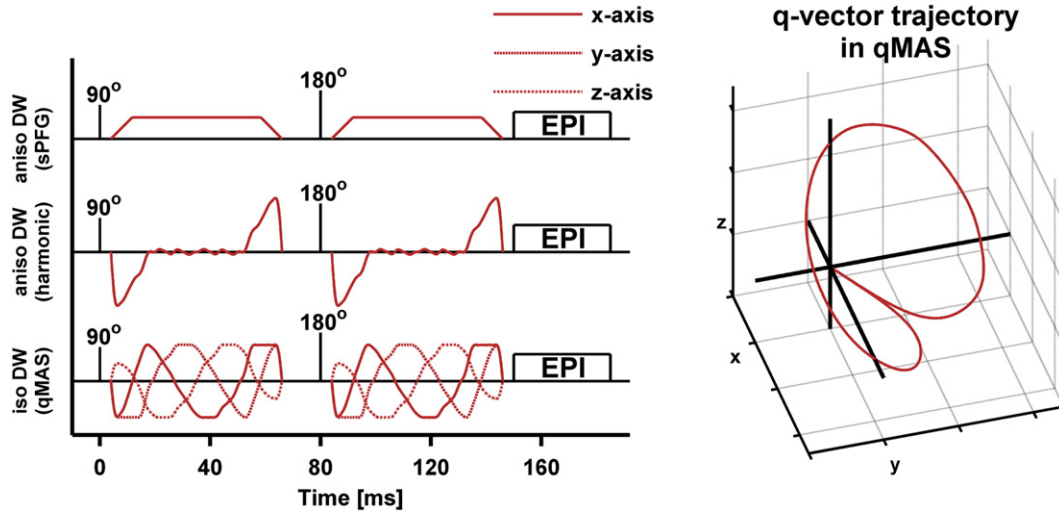 x-axis
y-axis
z-axis
q-vector trajectory
in qMAS
aniso DW
(sPFG)
90°
180°
EPI
aniso DW
(harmonic)
90°
180°
EPI
iso DW
(qMAS)
90°
180°
EPI
0 40 80 120 160
Time [ms]
z
x
y